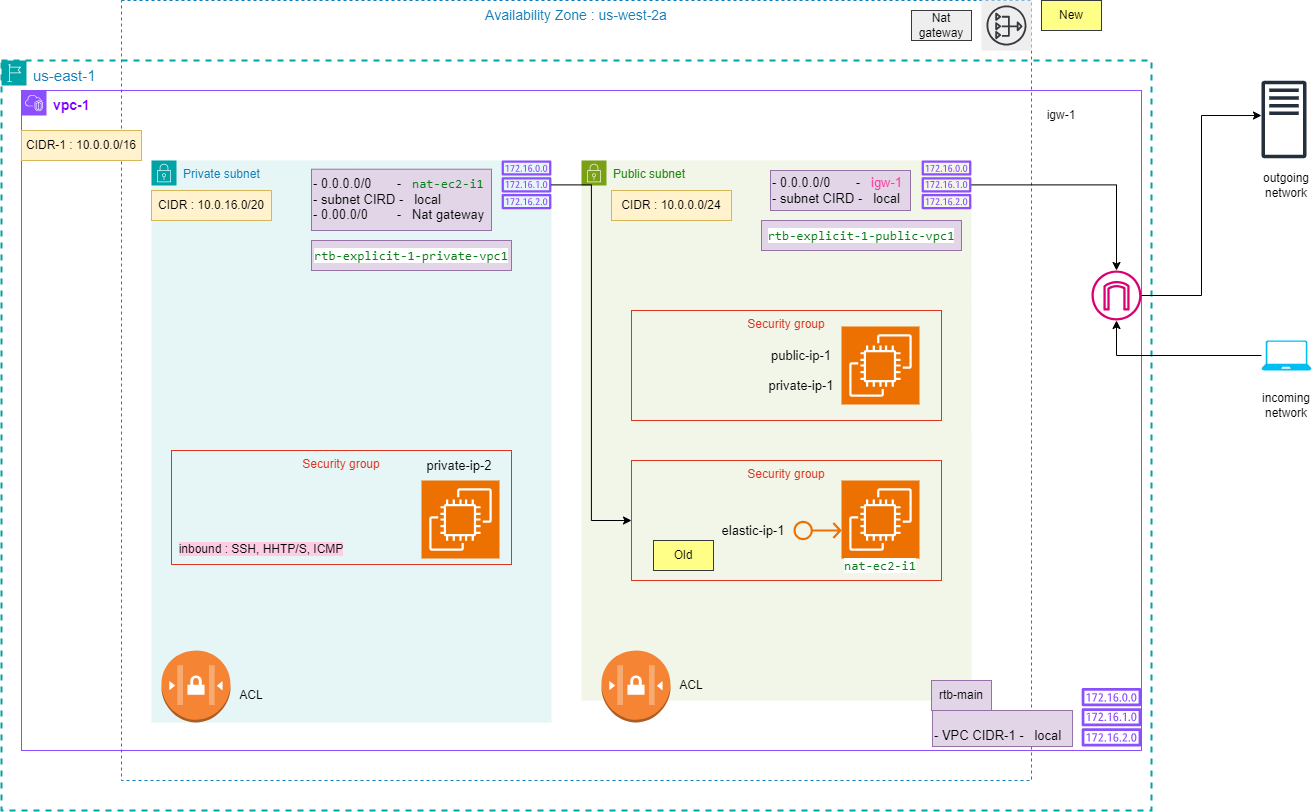 Availability Zone : us-west-2a
Nat
gateway
New
us-east-1
vpc-1
igw-1
CIDR-1 : 10.0.0.0/16
Private subnet
CIDR : 10.0.16.0/20
- 0.0.0.0/0 - nat-ec2-i1
- subnet CIRD - local
- 0.00.0/0 - Nat gateway
172.16.0.0
172.16.1.0
172.16.2.0
rtb-explicit-1-private-vpc1
Public subnet
CIDR : 10.0.0.0/24
- 0.0.0.0/0 - igw-1
- subnet CIRD - local
172.16.0.0
172.16.1.0
172.16.2.0
rtb-explicit-1-public-vpc1
outgoing
network
Security group
public-ip-1
private-ip-1
incoming
network
Security group
private-ip-2
inbound : SSH, HHTP/S, ICMP
Security group
elastic-ip-1
Old
nat-ec2-i1
ACL
ACL
rtb-main
- VPC CIDR-1 - local
172.16.0.0
172.16.1.0
172.16.2.0